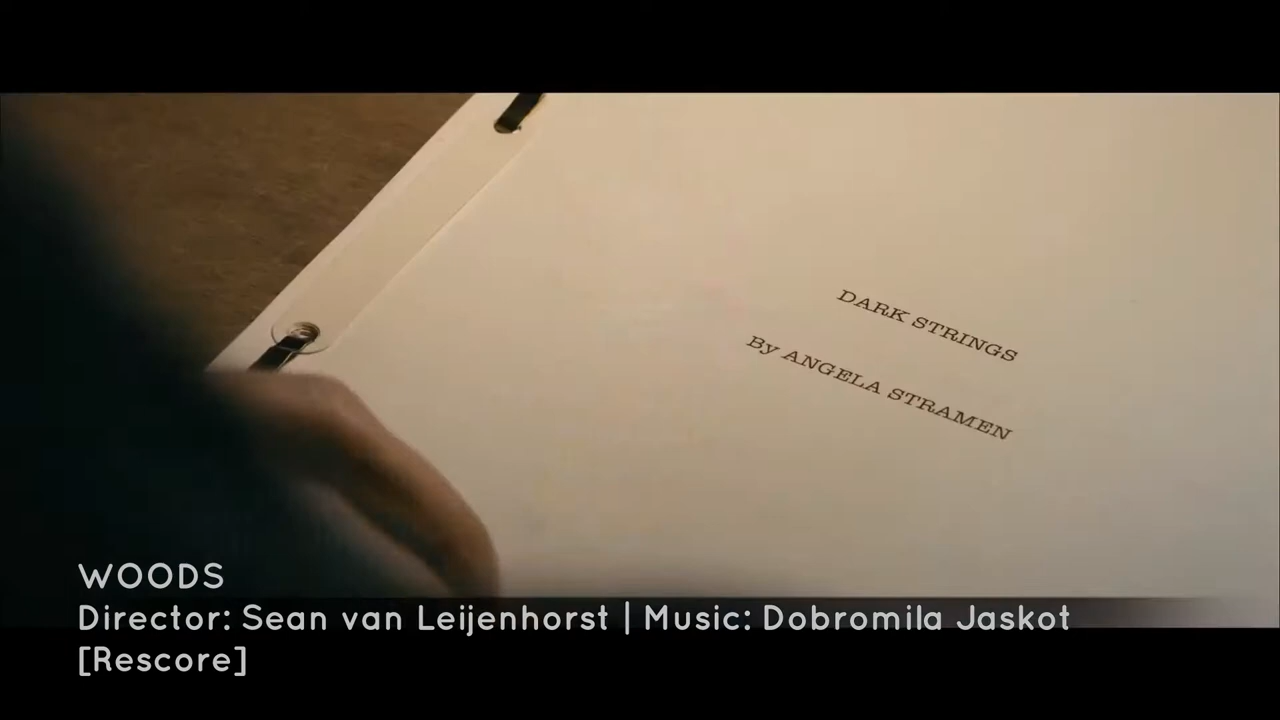 DARK STRINGS
By ANGELA STRAMEN
WOODS
Director: Sean van Leijenhorst | Music: Dobromila Jaskot
[Rescore]